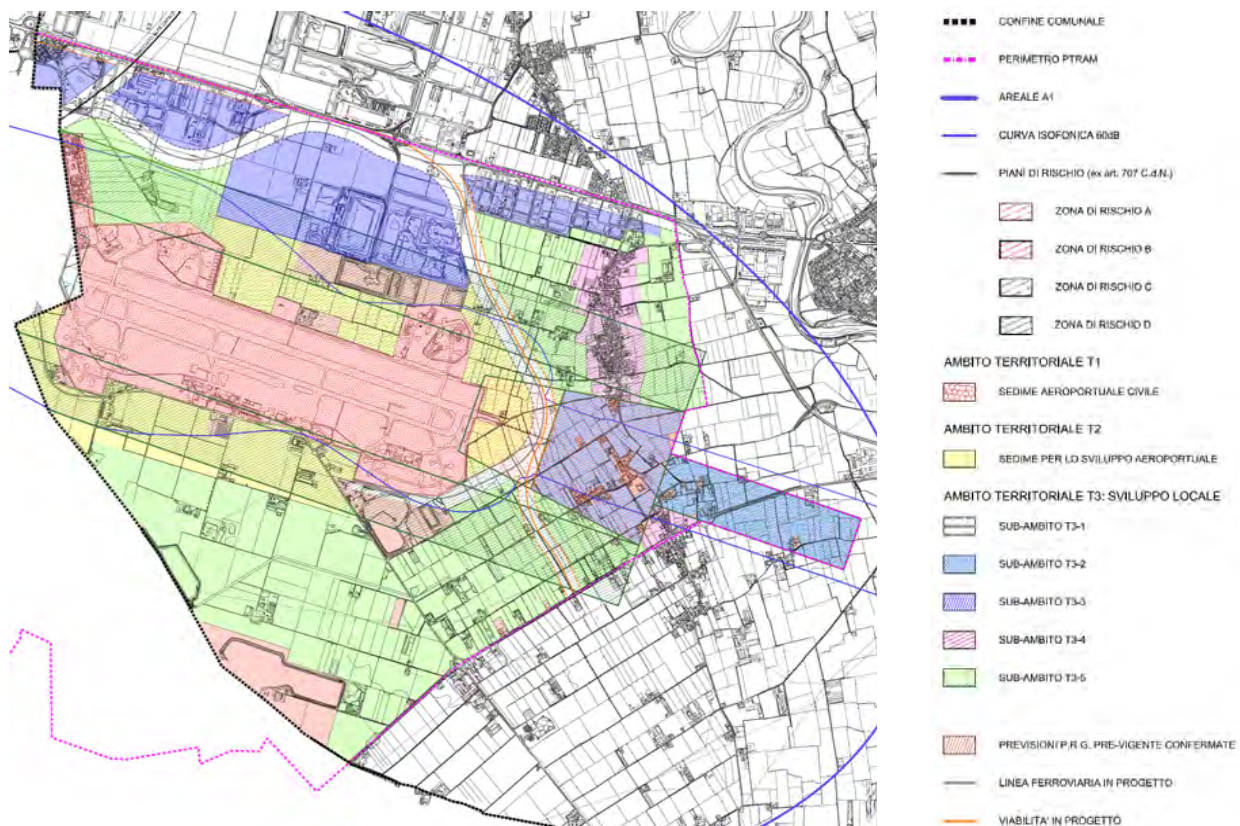 CONFINE COMUNALE
PERIMETRO PTRAM
AREALE A1
CURVA ISOFONICA 60dB
PIANI DI RISCHIO (ex art. 707 C.d.N.)
ZONA DI RISCHIO A
ZONA DI RISCHIO B
ZONA DI RISCHIO C
ZONA DI RISCHIO D
AMBITO TERRITORIALE T1
SEDIME AEROPORTUALE CIVILE
AMBITO TERRITORIALE T2
SEDIME PER LO SVILUPPO AEROPORTUALE
AMBITO TERRITORIALE T3: SVILUPPO LOCALE
SUB-AMBITO T3-1
SUB-AMBITO T3-2
SUB-AMBITO T3-3
SUB-AMBITO T3-4
SUB-AMBITO T3-5
PREVISIONI P.R.G. PRE-VIGENTE CONFERMATE
LINEA FERROVIARIA IN PROGETTO
VIABILITA' IN PROGETTO